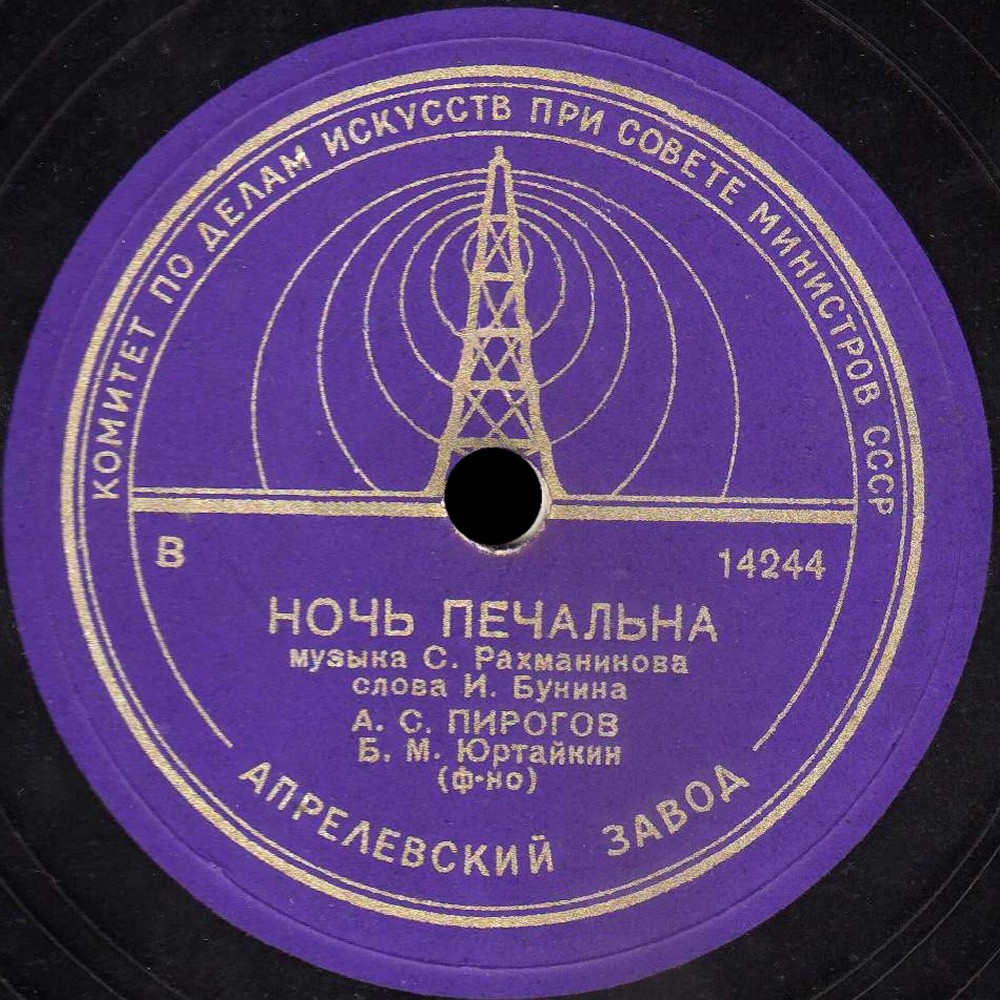 КОМИТЕТ ПО ДЕЛАМ ИСКУССТВ ПРИ СОВЕТЕ МИНИСТРОВ СССР
В 14244
НОЧЬ ПЕЧАЛЬНА
музыка С. Рахманинова
слова И. Бунина
А. С. ПИРОГОВ
Б. М. Юртайкин
(ф-но)
АПРЕЛЕВСКИЙ ЗАВОД